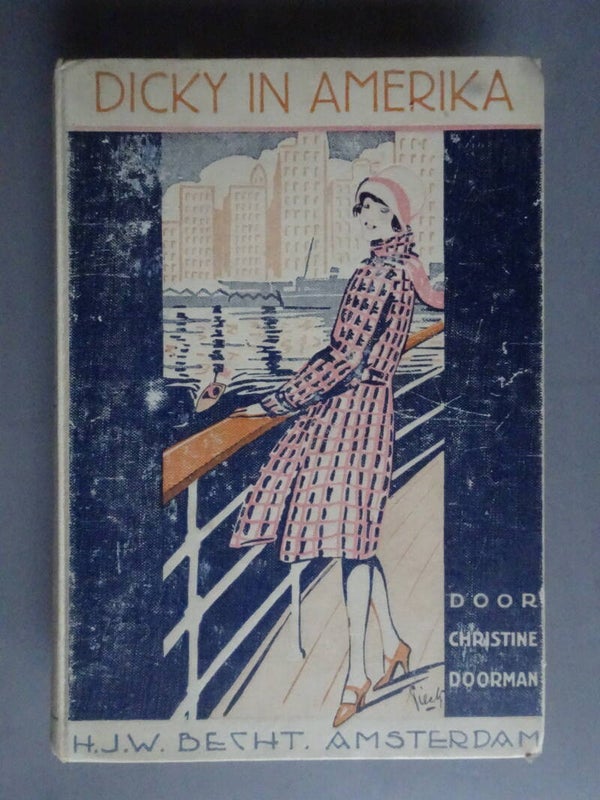 DICKY IN AMERIKA
DOOR
CHRISTINE
DOORMAN
H.J.W. BECHT. AMSTERDAM